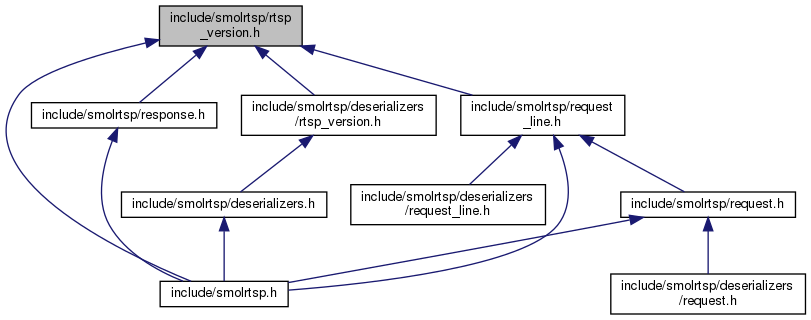 include/smolrtsp/rtsp
_version.h
include/smolrtsp/response.h
include/smolrtsp/deserializers
/rtsp_version.h
include/smolrtsp/request
_line.h
include/smolrtsp/deserializers.h
include/smolrtsp/deserializers
/request_line.h
include/smolrtsp/request.h
include/smolrtsp.h
include/smolrtsp/deserializers
/request.h